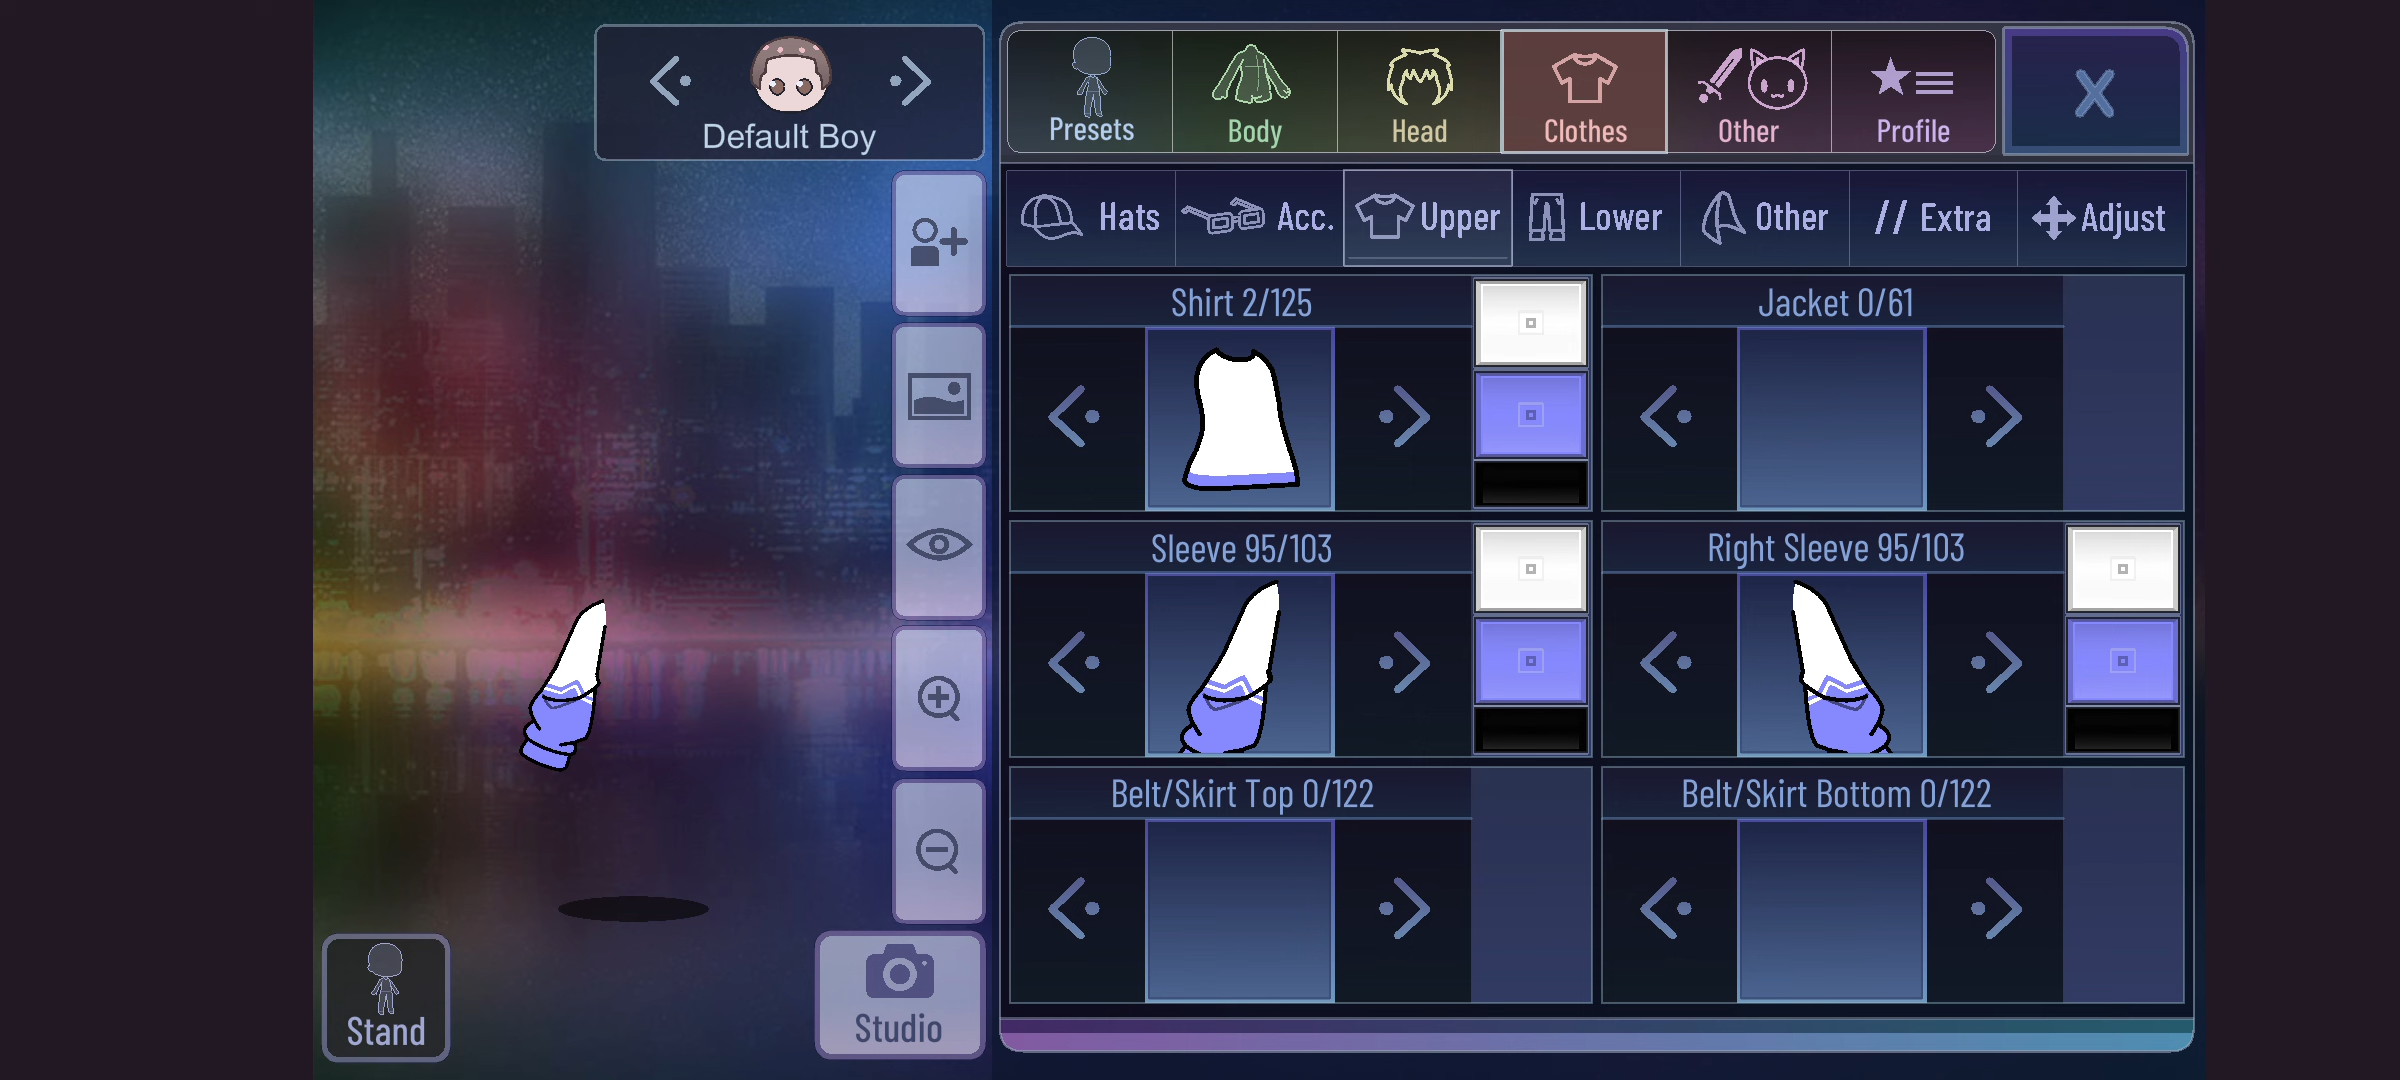 Default Boy
Presets
Body
Head
Clothes
Other
Profile
X
Hats
Acc.
Upper
Lower
Other
// Extra
Adjust
Shirt 2/125
Jacket 0/61
Sleeve 95/103
Right Sleeve 95/103
Belt/Skirt Top 0/122
Belt/Skirt Bottom 0/122
Stand
Studio